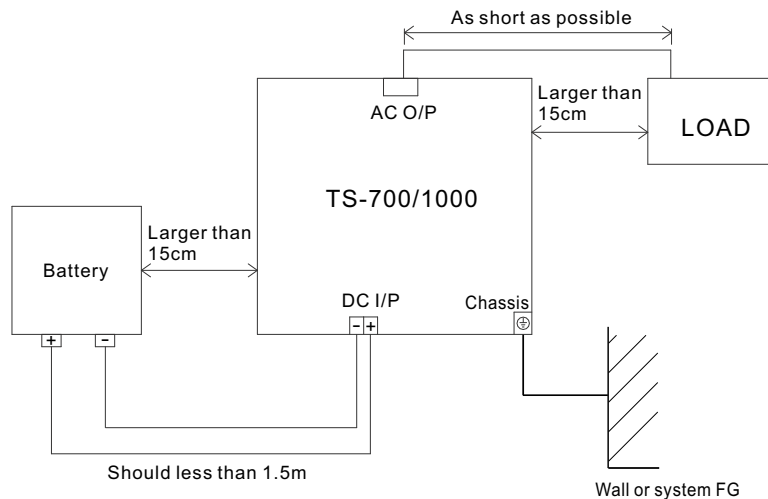 As short as possible
AC O/P
Larger than
15cm
LOAD
TS-700/1000
Larger than
15cm
Battery
DC I/P
Chassis
- +
+ -
Should less than 1.5m
Wall or system FG